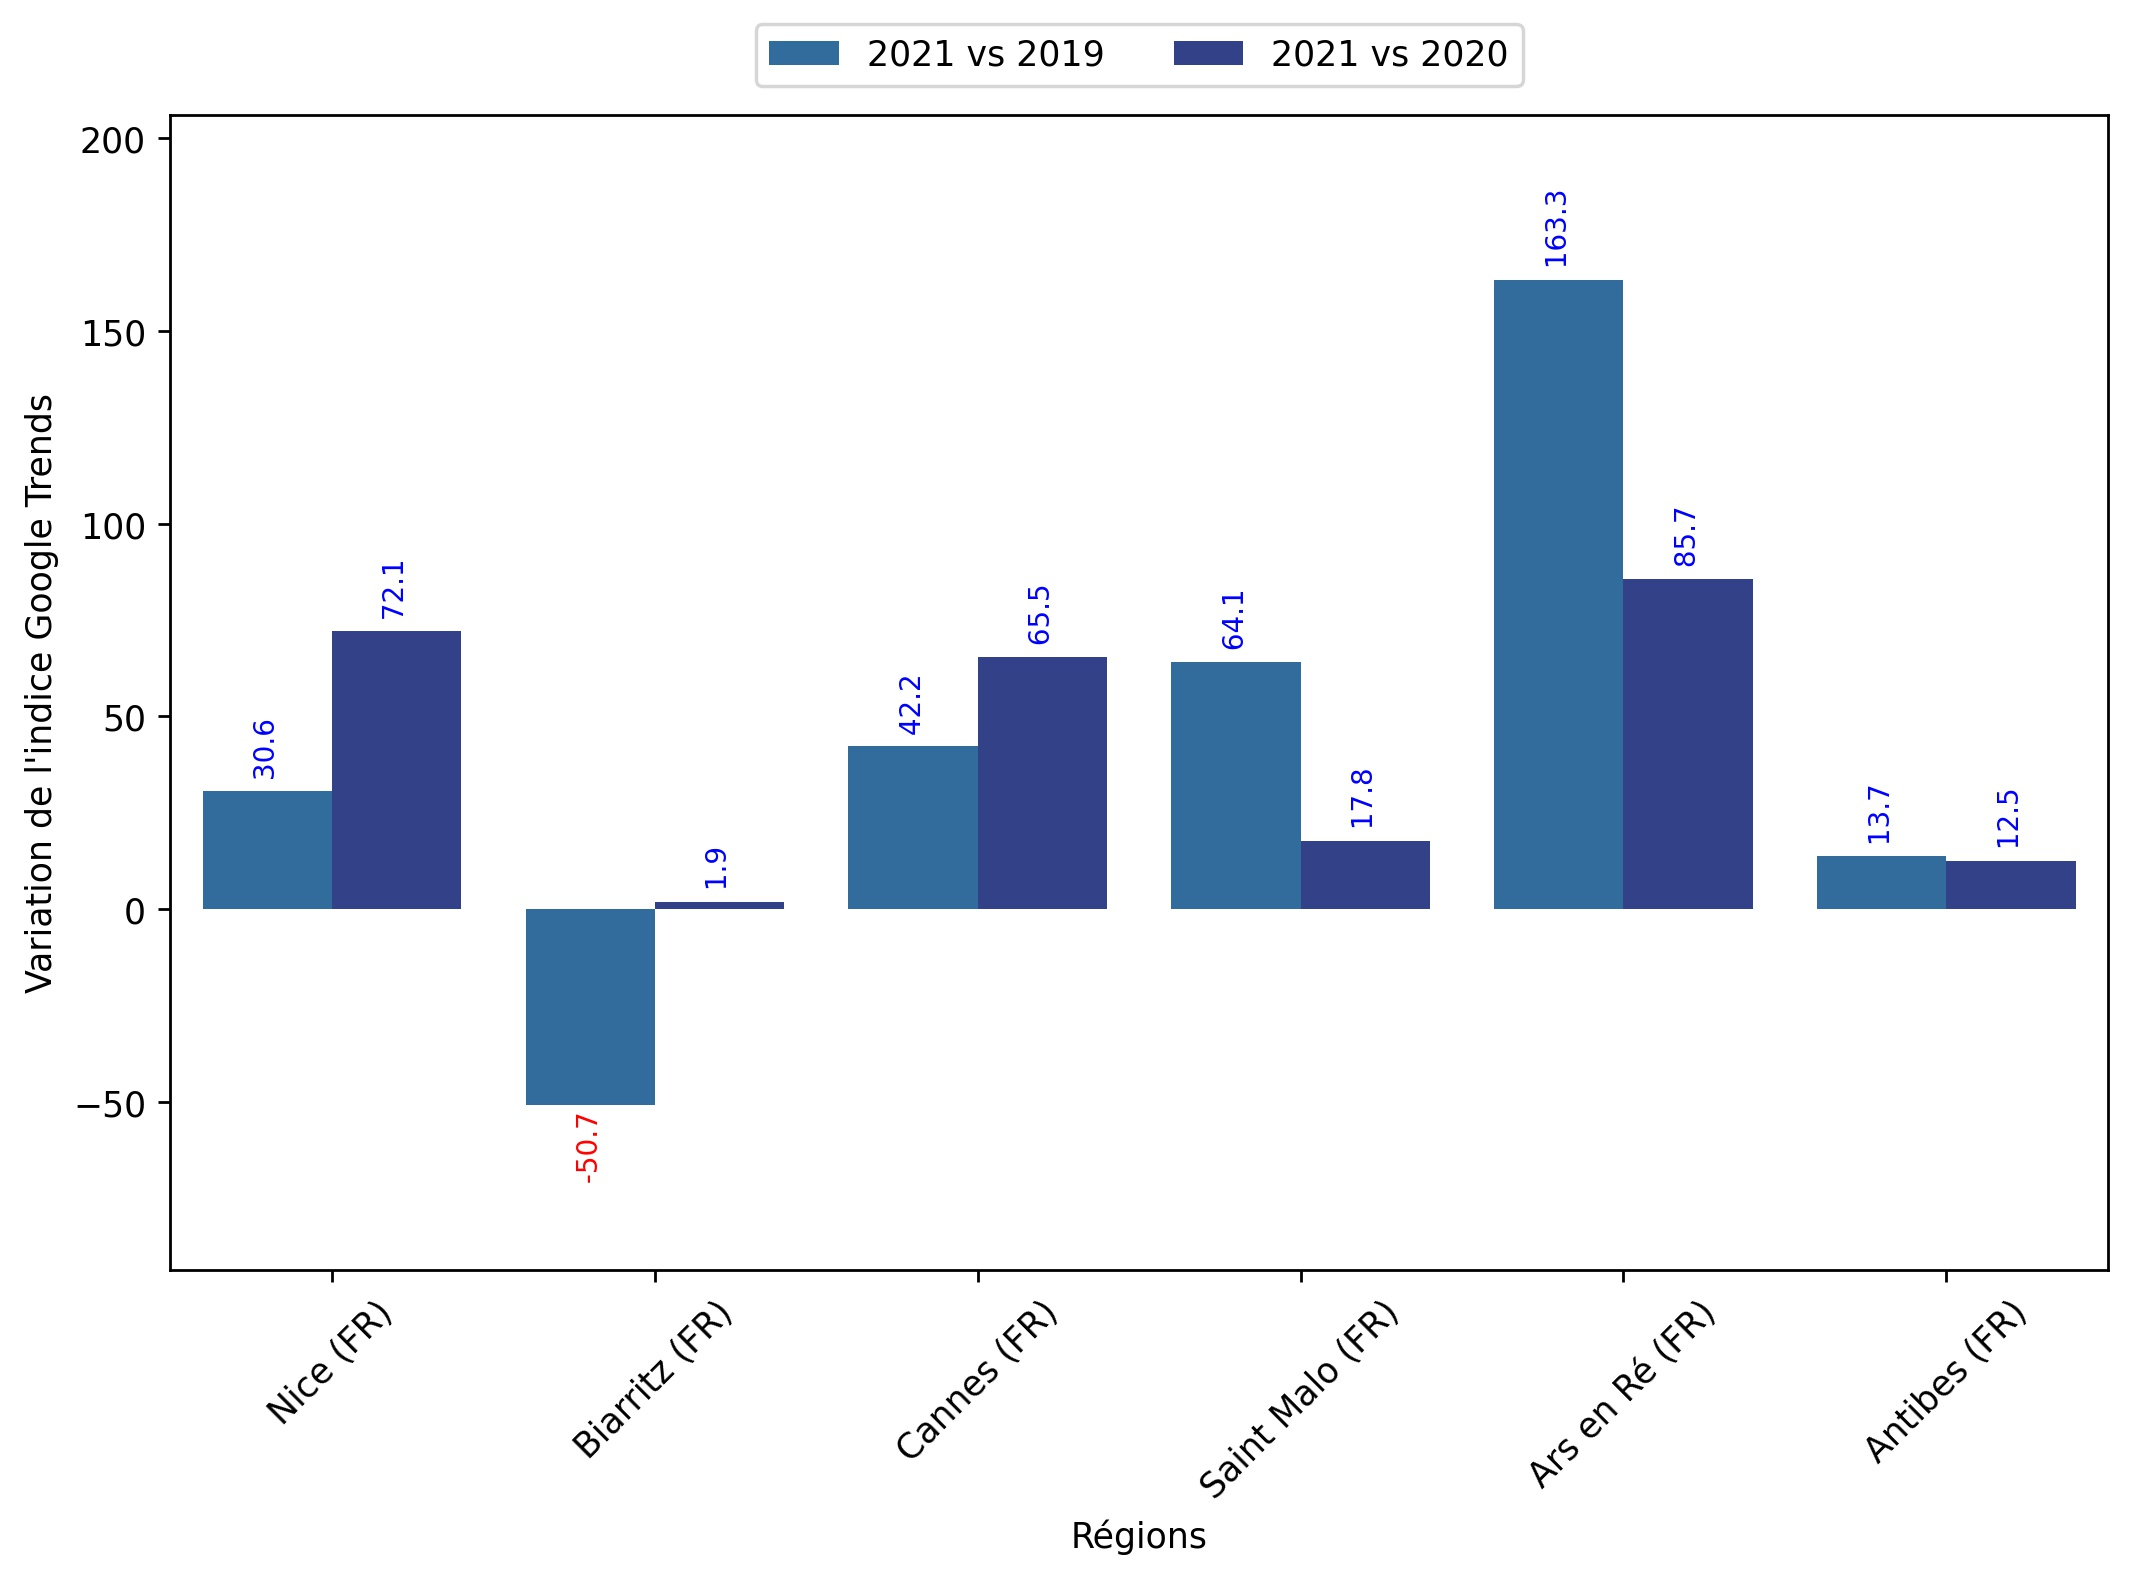 2021 vs 2019
2021 vs 2020
Variation de l'indice Google Trends
200
150
100
50
0
−50
30.6
72.1
-50.7
1.9
42.2
65.5
64.1
17.8
163.3
85.7
13.7
12.5
Nice (FR)
Biarritz (FR)
Cannes (FR)
Saint Malo (FR)
Ars en Ré (FR)
Antibes (FR)
Régions